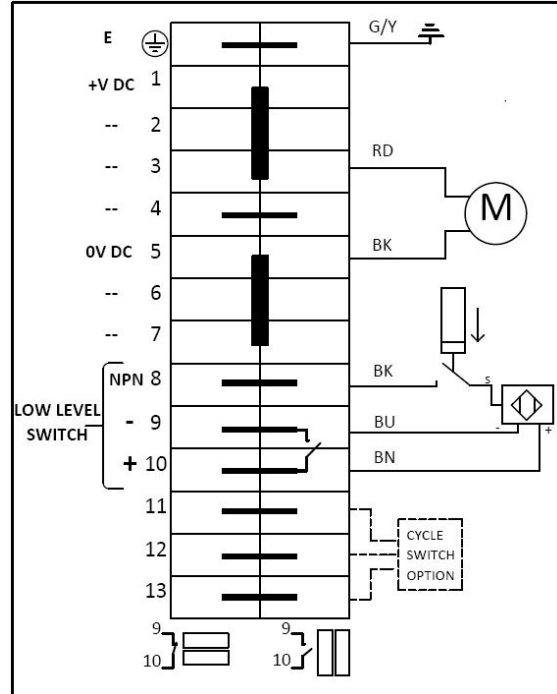 E G/Y
+V DC 1
-- 2
-- 3 RD
M
-- 4
0V DC 5 BK
-- 6
-- 7
NPN 8 BK s
LOW LEVEL
SWITCH
- 9 BU - +
+ 10 BN
11
12
13
CYCLE
SWITCH
OPTION
9 9
10 10